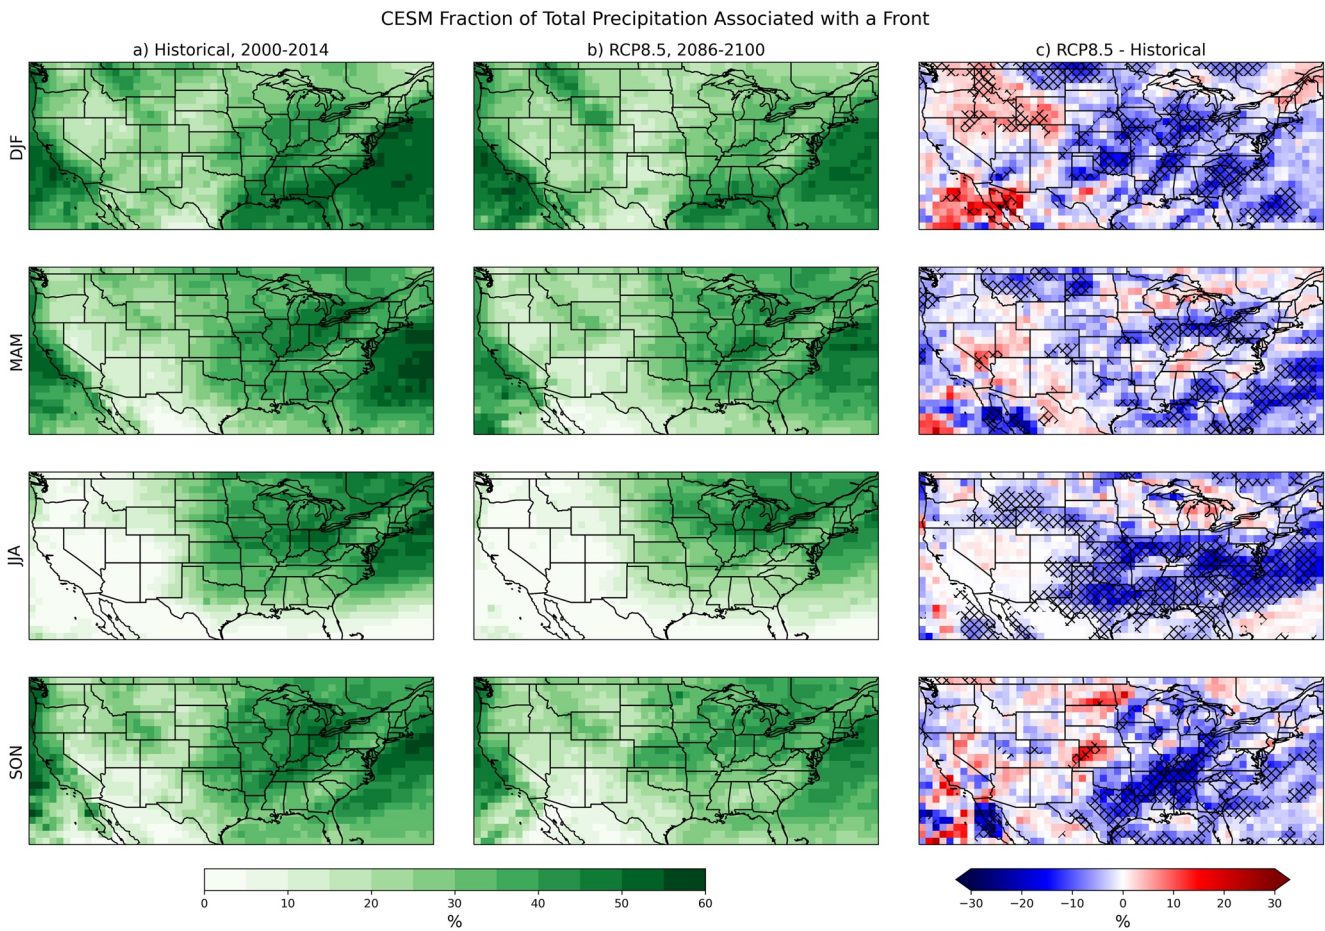 CESM Fraction of Total Precipitation Associated with a Front
a) Historical, 2000-2014
b) RCP8.5, 2086-2100
c) RCP8.5 - Historical
DJF
MAM
JJA
SON
0 10 20 30 40 50 60
%
−30 −20 −10 0 10 20 30
%